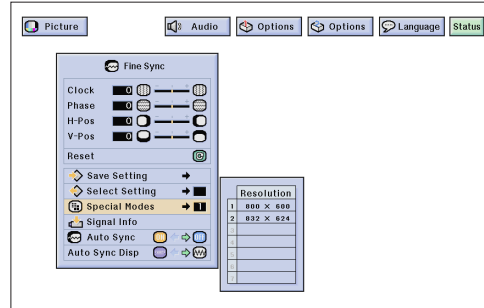 Picture Audio Options Options Language Status
Fine Sync
Clock 0
Phase 0
H-Pos 0
V-Pos 0
Reset
Save Setting
Select Setting
Special Modes 1
Signal Info
Auto Sync
Auto Sync Disp
Resolution
1 800 × 600
2 832 × 624
3
4
5
6
7